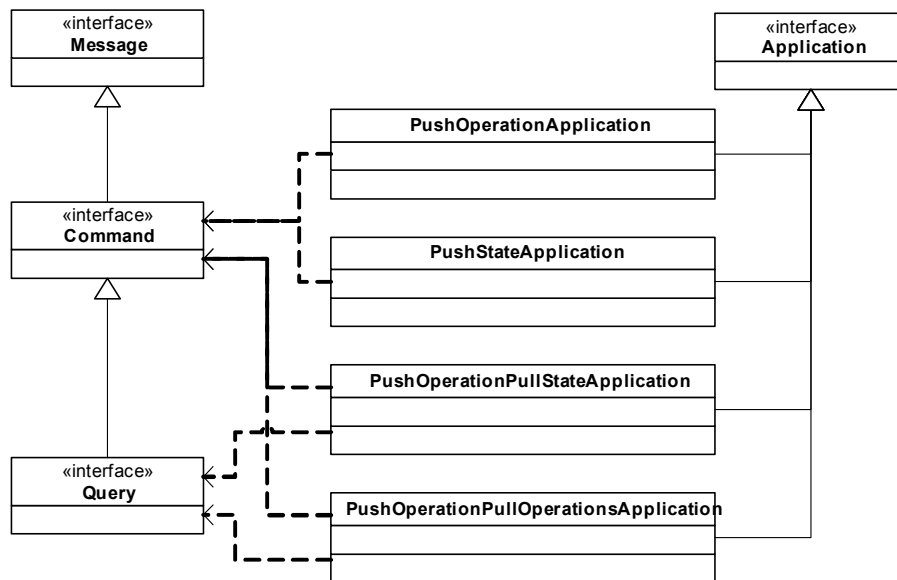 «interface»
Message
«interface»
Application
PushOperationApplication
«interface»
Command
PushStateApplication
PushOperationPullStateApplication
«interface»
Query
PushOperationPullOperationsApplication